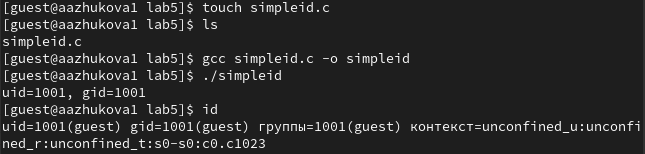 [guest@aazhukova1 lab5]$ touch simpleid.c
[guest@aazhukova1 lab5]$ ls
simpleid.c
[guest@aazhukova1 lab5]$ gcc simpleid.c -o simpleid
[guest@aazhukova1 lab5]$ ./simpleid
uid=1001, gid=1001
[guest@aazhukova1 lab5]$ id
uid=1001(guest) gid=1001(guest) группы=1001(guest) контекст=unconfined_u:unconfi
ned_r:unconfined_t:s0-s0:c0.c1023